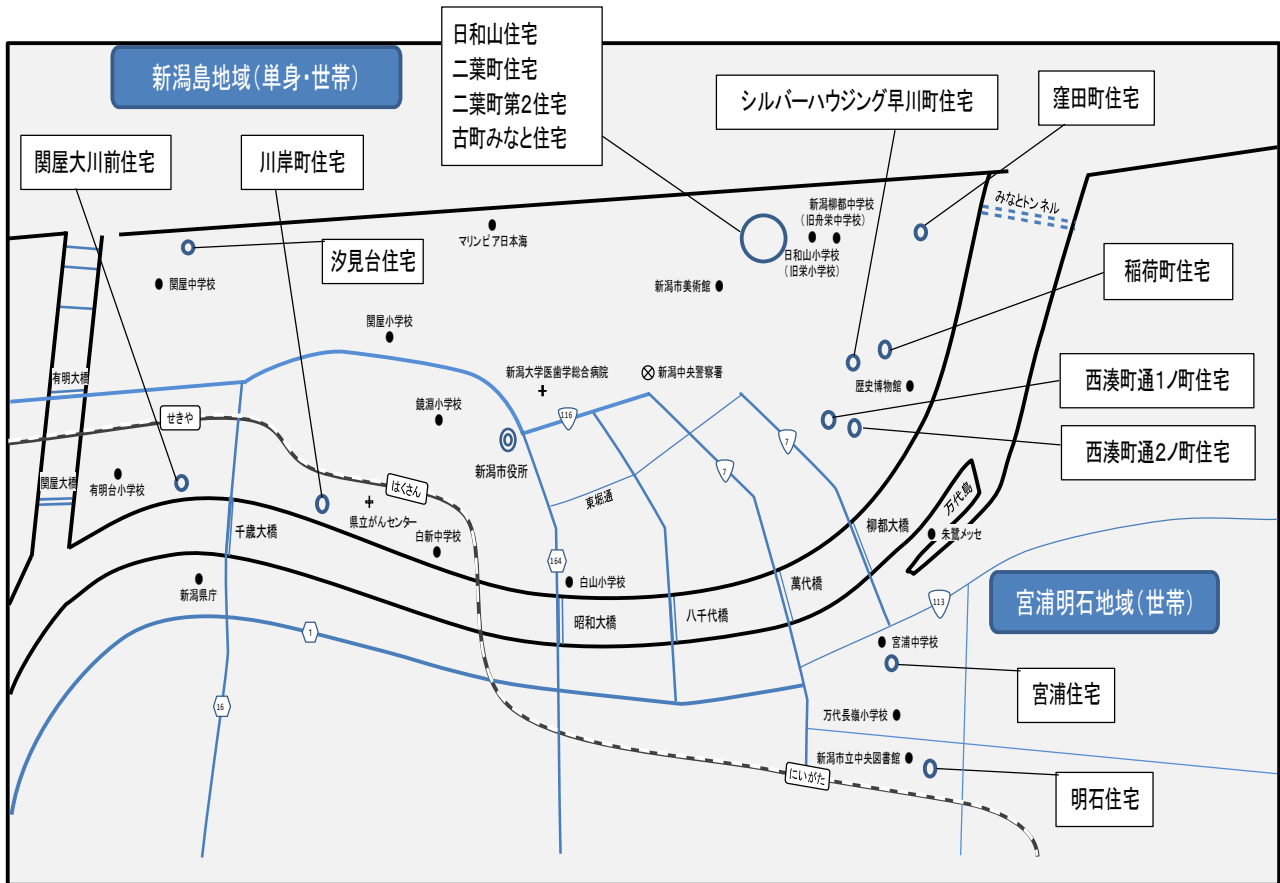 日和山住宅
二葉町住宅
二葉町第2住宅
古町みなと住宅
新潟島地域(単身・世帯)
シルバーハウジング早川町住宅
窪田町住宅
関屋大川前住宅
川岸町住宅
みなとトンネル
新潟柳都中学校
(旧舟栄中学校)
マリンピア日本海
日和山小学校
(旧栄小学校)
汐見台住宅
関屋中学校
新潟市美術館
稲荷町住宅
関屋小学校
有明大橋
新潟大学医歯学総合病院
新潟中央警察署
歴史博物館
西湊町通1ノ町住宅
せきや
鏡淵小学校
116
7
7
新潟市役所
西湊町通2ノ町住宅
関屋大橋
有明台小学校
はくさん
東堀通
万代島
県立がんセンター
千歳大橋
白新中学校
柳都大橋
朱鷺メッセ
164
新潟県庁
白山小学校
萬代橋
113
宮浦明石地域(世帯)
昭和大橋
八千代橋
1
宮浦中学校
宮浦住宅
16
万代長嶺小学校
新潟市立中央図書館
にいがた
明石住宅